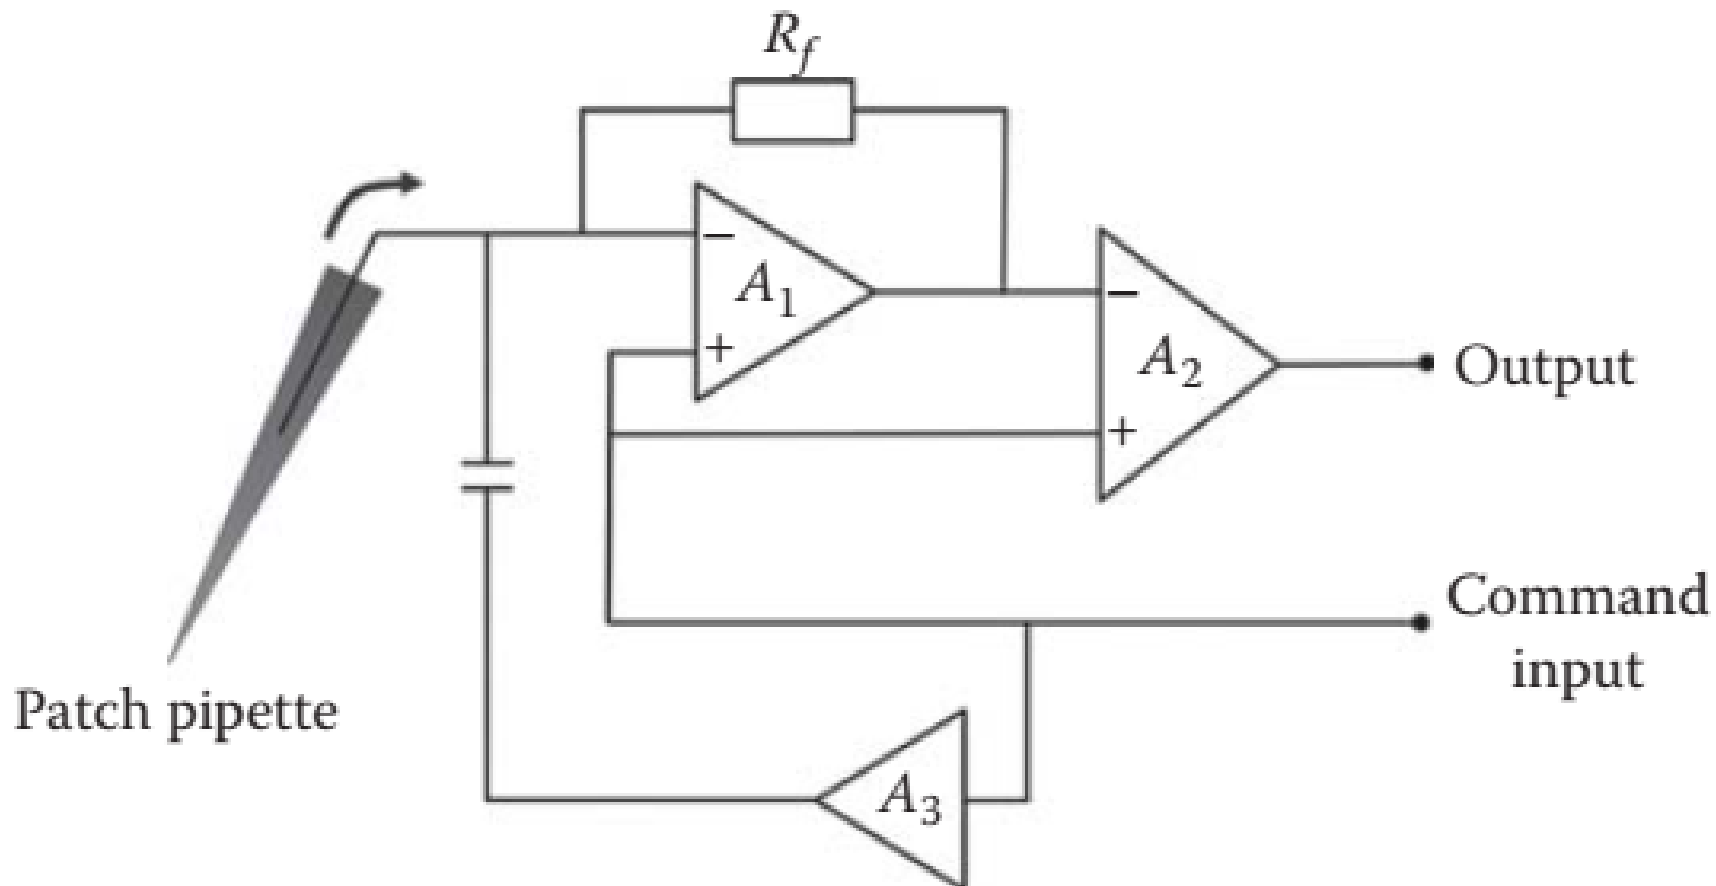 R_f
−
A_1
+
−
A_2
+
Output
Command
input
Patch pipette
A_3